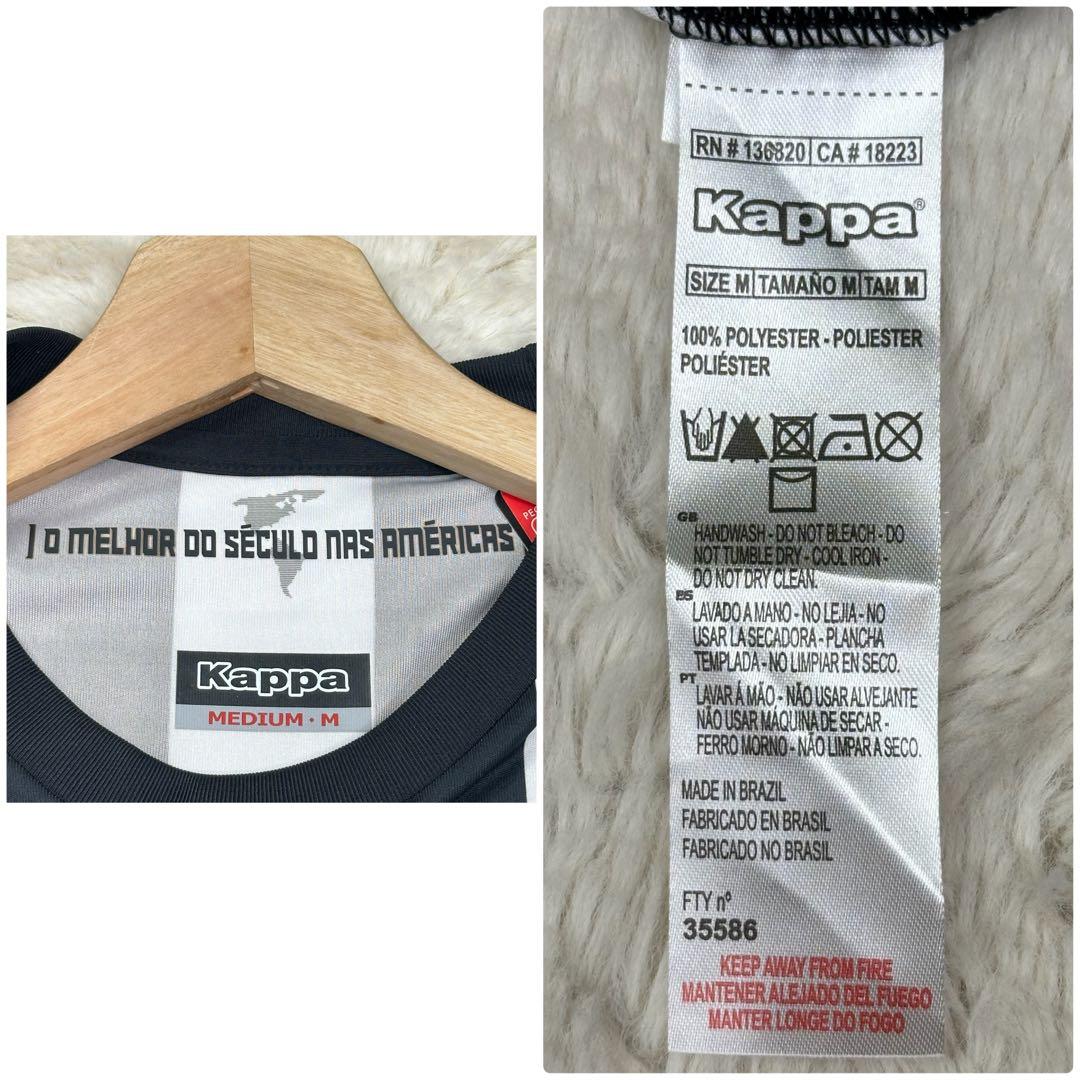 | O MELHOR DO SÉCULO NAS AMÉRICAS
Kappa
MEDIUM · M
RN # 136820 CA # 18223
Kappa®
SIZE M TAMAÑO M TAM M
100% POLYESTER - POLIESTER
POLIÉSTER
GB
HANDWASH - DO NOT BLEACH - DO
NOT TUMBLE DRY - COOL IRON -
DO NOT DRY CLEAN.
ES
LAVADO A MANO - NO LEJIA - NO
USAR LA SECADORA - PLANCHA
TEMPLADA - NO LIMPIAR EN SECO.
PT
LAVAR Á MÃO - NÃO USAR ALVEJANTE
NÃO USAR MAQUINA DE SECAR -
FERRO MORNO - NÃO LIMPAR A SECO.
MADE IN BRAZIL
FABRICADO EN BRASIL
FABRICADO NO BRASIL
FTY nº
35586
KEEP AWAY FROM FIRE
MANTENER ALEJADO DEL FUEGO
MANTER LONGE DO FOGO